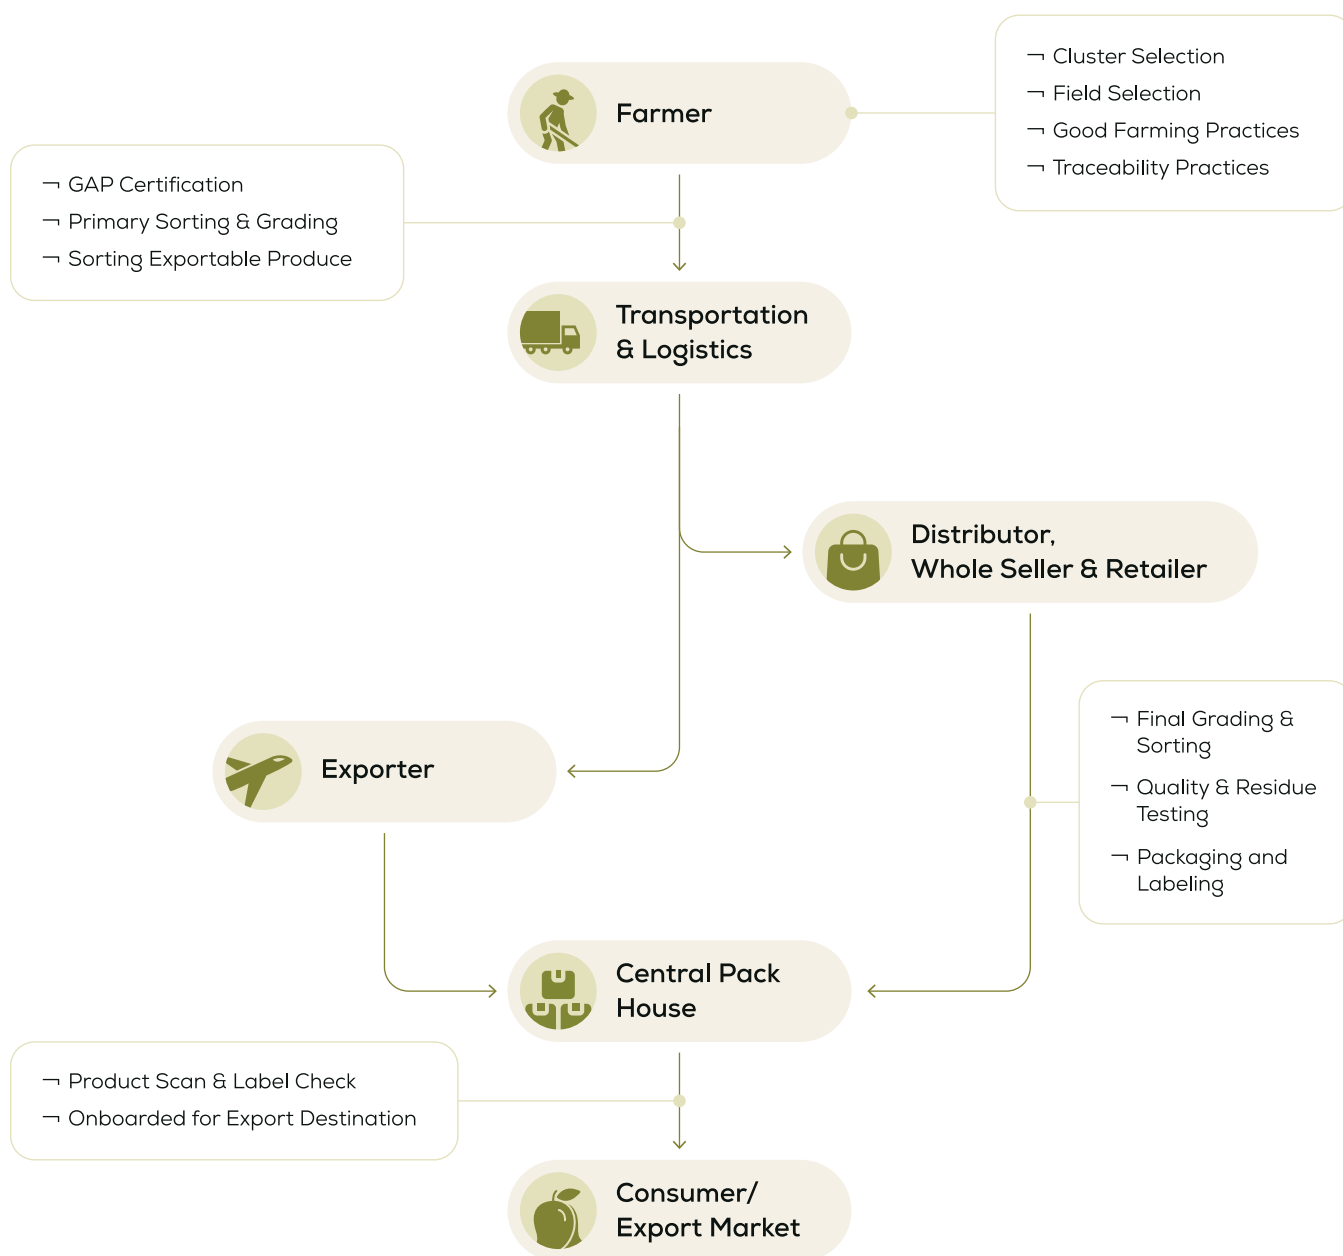 Farmer
¬ Cluster Selection
¬ Field Selection
¬ Good Farming Practices
¬ Traceability Practices
¬ GAP Certification
¬ Primary Sorting & Grading
¬ Sorting Exportable Produce
Transportation
& Logistics
Distributor,
Whole Seller & Retailer
¬ Final Grading &
Sorting
¬ Quality & Residue
Testing
¬ Packaging and
Labeling
Exporter
Central Pack
House
¬ Product Scan & Label Check
¬ Onboarded for Export Destination
Consumer/
Export Market